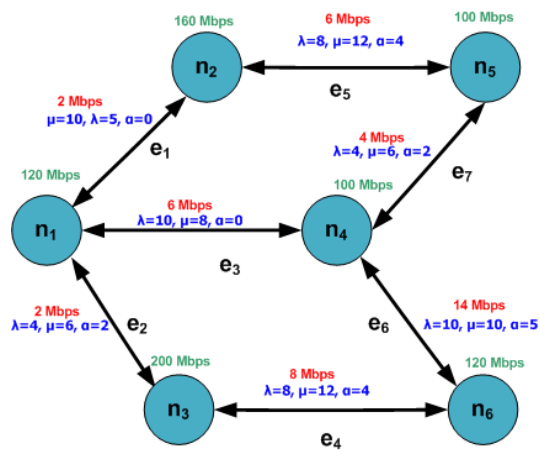 160 Mbps
6 Mbps
100 Mbps
λ=8, μ=12, α=4
n2
n5
e5
2 Mbps
μ=10, λ=5, α=0
4 Mbps
λ=4, μ=6, α=2
e1
e7
120 Mbps
6 Mbps
100 Mbps
λ=10, μ=8, α=0
n1
n4
e3
2 Mbps
λ=4, μ=6, α=2
e2
14 Mbps
λ=10, μ=10, α=5
e6
200 Mbps
8 Mbps
120 Mbps
λ=8, μ=12, α=4
n3
n6
e4